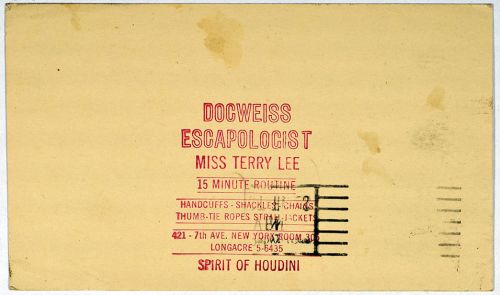 DOCWEISS
ESCAPOLOGIST
MISS TERRY LEE
15 MINUTE ROUTINE
HANDCUFFS - SHACKLES - CHAINS
THUMB-TIE ROPES STRAIT-JACKETS
421 - 7th AVE. NEW YORK ROOM
LONGACRE 5-6435
SPIRIT OF HOUDINI